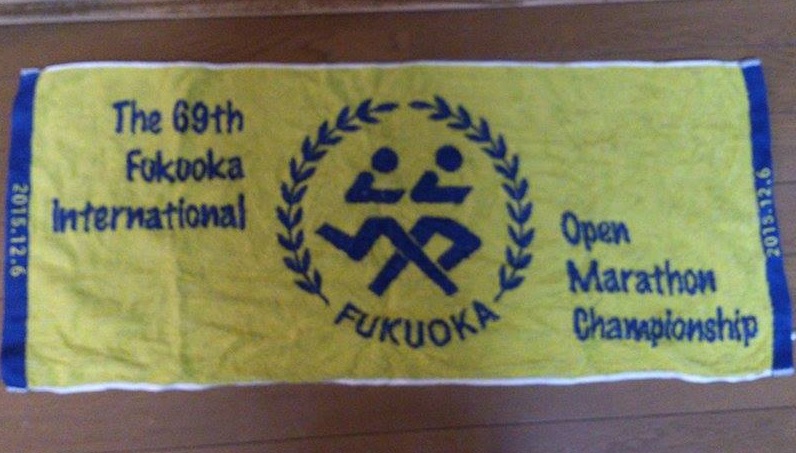 The 69th
Fukuoka
International
FUKUOKA
Open
Marathon
Championship
2015.12.6
2015.12.6